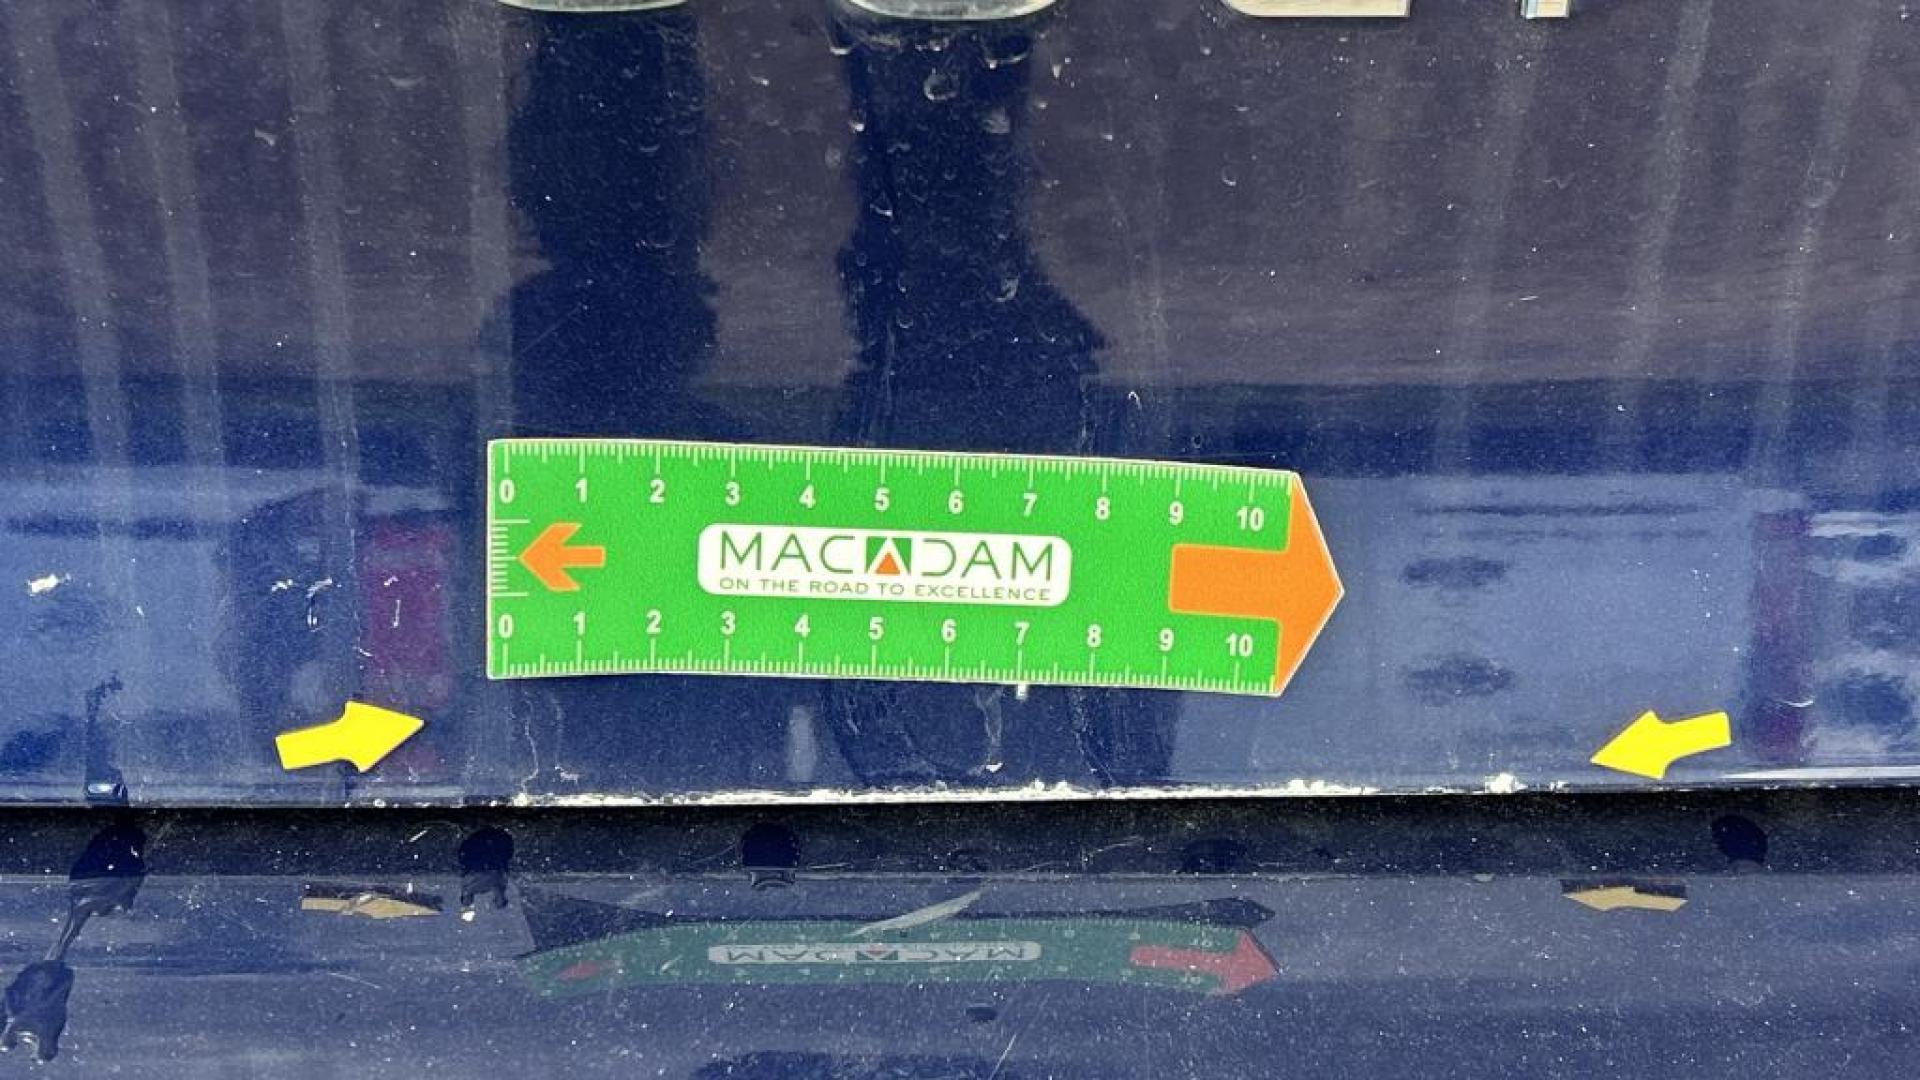 0 1 2 3 4 5 6 7 8 9 10
MACADAM
ON THE ROAD TO EXCELLENCE
0 1 2 3 4 5 6 7 8 9 10